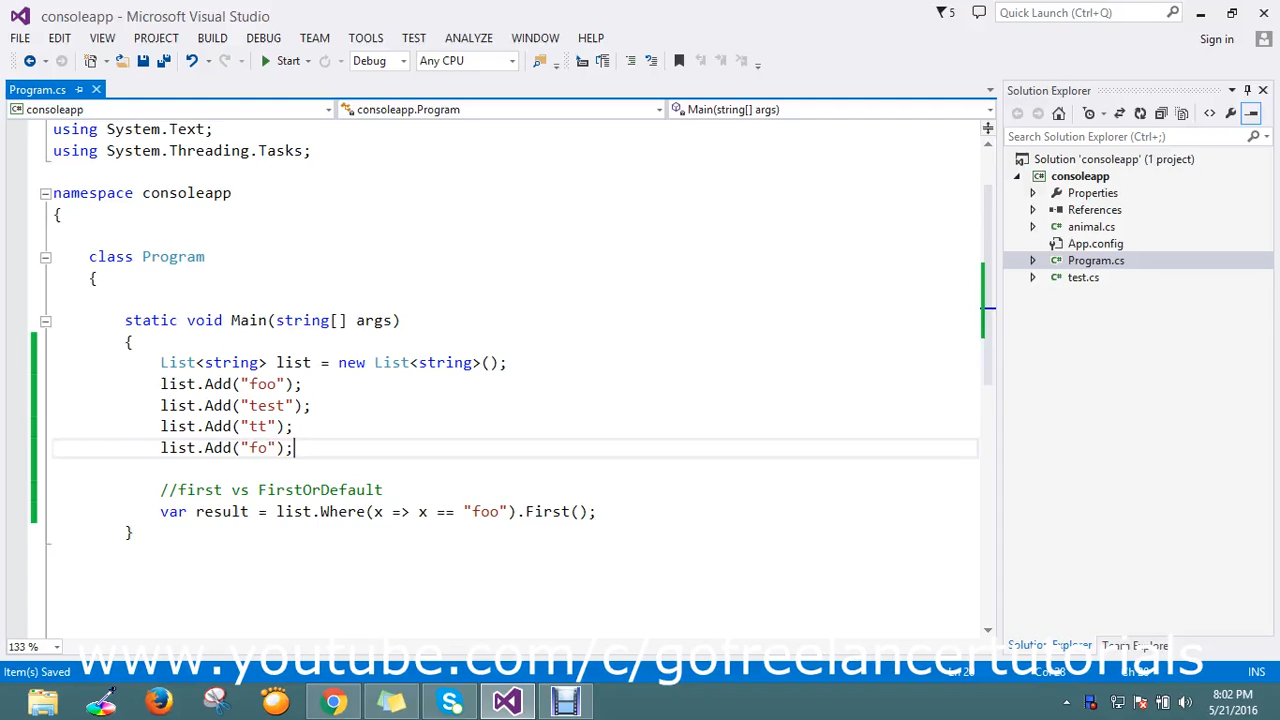 consoleapp - Microsoft Visual Studio
5
Quick Launch (Ctrl+Q)
FILE EDIT VIEW PROJECT BUILD DEBUG TEAM TOOLS TEST ANALYZE WINDOW HELP
Sign in
Start Debug Any CPU
Program.cs
consoleapp consoleapp.Program Main(string[] args)
using System.Text;
using System.Threading.Tasks;
namespace consoleapp
{
class Program
{
static void Main(string[] args)
{
List<string> list = new List<string>();
list.Add("foo");
list.Add("test");
list.Add("tt");
list.Add("fo");
//first vs FirstOrDefault
var result = list.Where(x => x == "foo").First();
}
133 %
Solution Explorer
Search Solution Explorer (Ctrl+;)
Solution 'consoleapp' (1 project)
consoleapp
Properties
References
animal.cs
App.config
Program.cs
test.cs
Solution Explorer Team Explorer
www.youtube.com/c/gofreelancertutorials
Item(s) Saved
INS
8:02 PM
5/21/2016